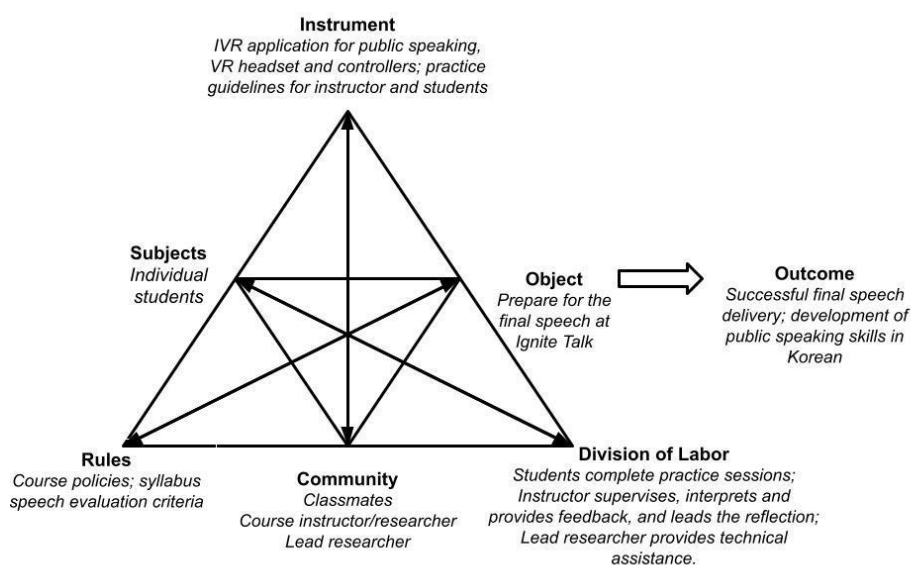 Instrument
IVR application for public speaking,
VR headset and controllers; practice
guidelines for instructor and students
Subjects
Individual
students
Object
Prepare for the
final speech at
Ignite Talk
Outcome
Successful final speech
delivery; development of
public speaking skills in
Korean
Rules
Course policies; syllabus
speech evaluation criteria
Community
Classmates
Course instructor/researcher
Lead researcher
Division of Labor
Students complete practice sessions;
Instructor supervises, interprets and
provides feedback, and leads the reflection;
Lead researcher provides technical
assistance.